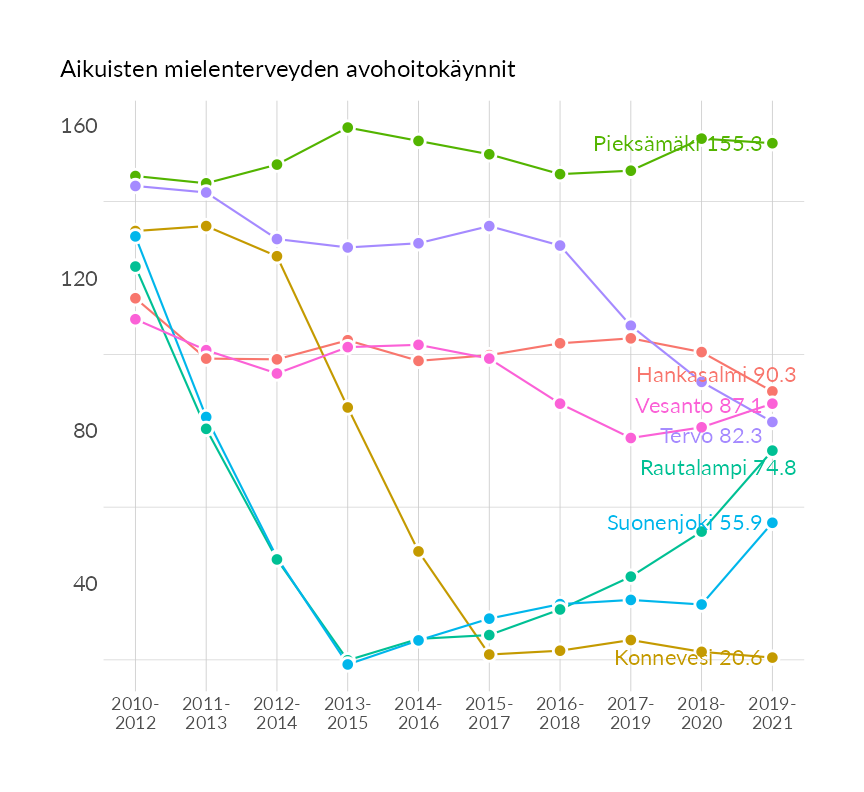 Aikuisten mielenterveyden avohoitokäynnit
160
120
80
40
Pieksämäki 155.3
Hankasalmi 90.3
Vesanto 87.1
Tervo 82.3
Rautalampi 74.8
Suonenjoki 55.9
Konnevesi 20.6
2010- 2011- 2012- 2013- 2014- 2015- 2016- 2017- 2018- 2019-
2012 2013 2014 2015 2016 2017 2018 2019 2020 2021